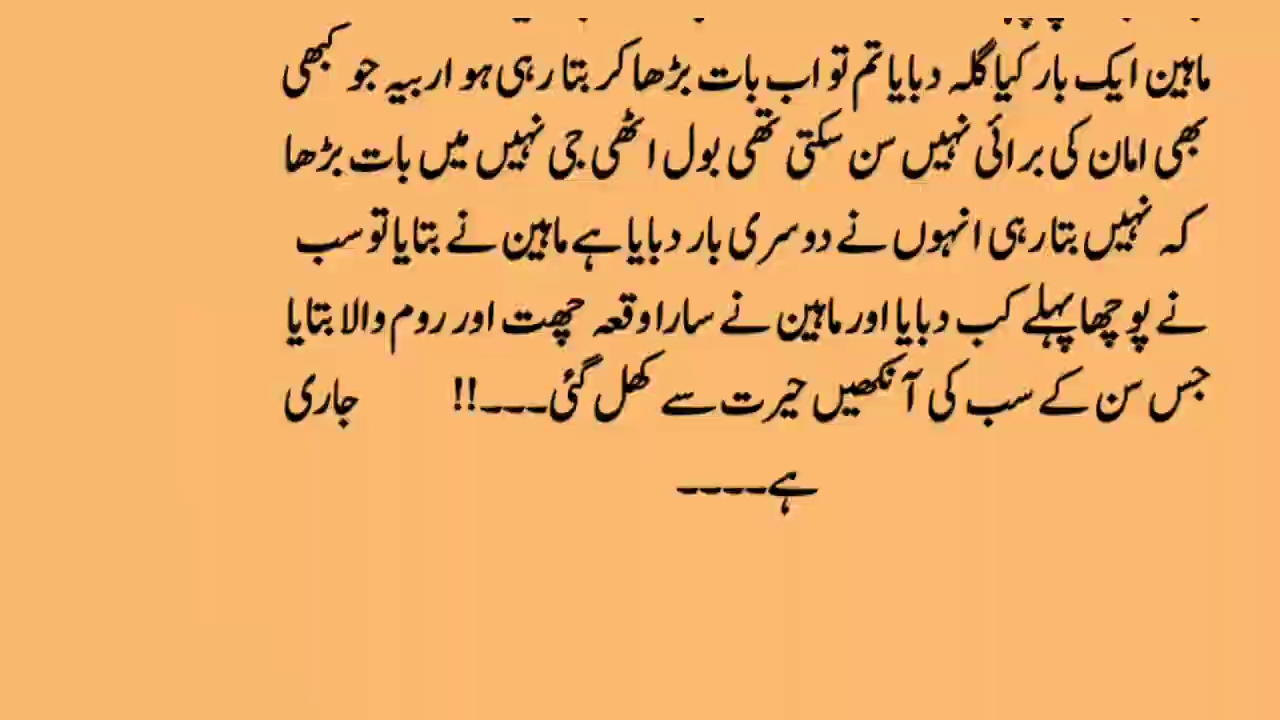 ماہین ایک بار کیا گلہ دبایا تم تو اب بات بڑھا کر بتا رہی ہو اربیہ جو کبھی
بھی امان کی برائی نہیں سن سکتی تھی بول اٹھی جی نہیں میں بات بڑھا
کہ نہیں بتا رہی انہوں نے دوسری بار دبایا ہے ماہین نے بتایا تو سب
نے پوچھا پہلے کب دبایا اور ماہین نے سارا وقعہ چھت اور روم والا بتایا
جس سن کے سب کی آنکھیں حیرت سے کھل گئی۔۔۔!! جاری
ہے۔۔۔۔